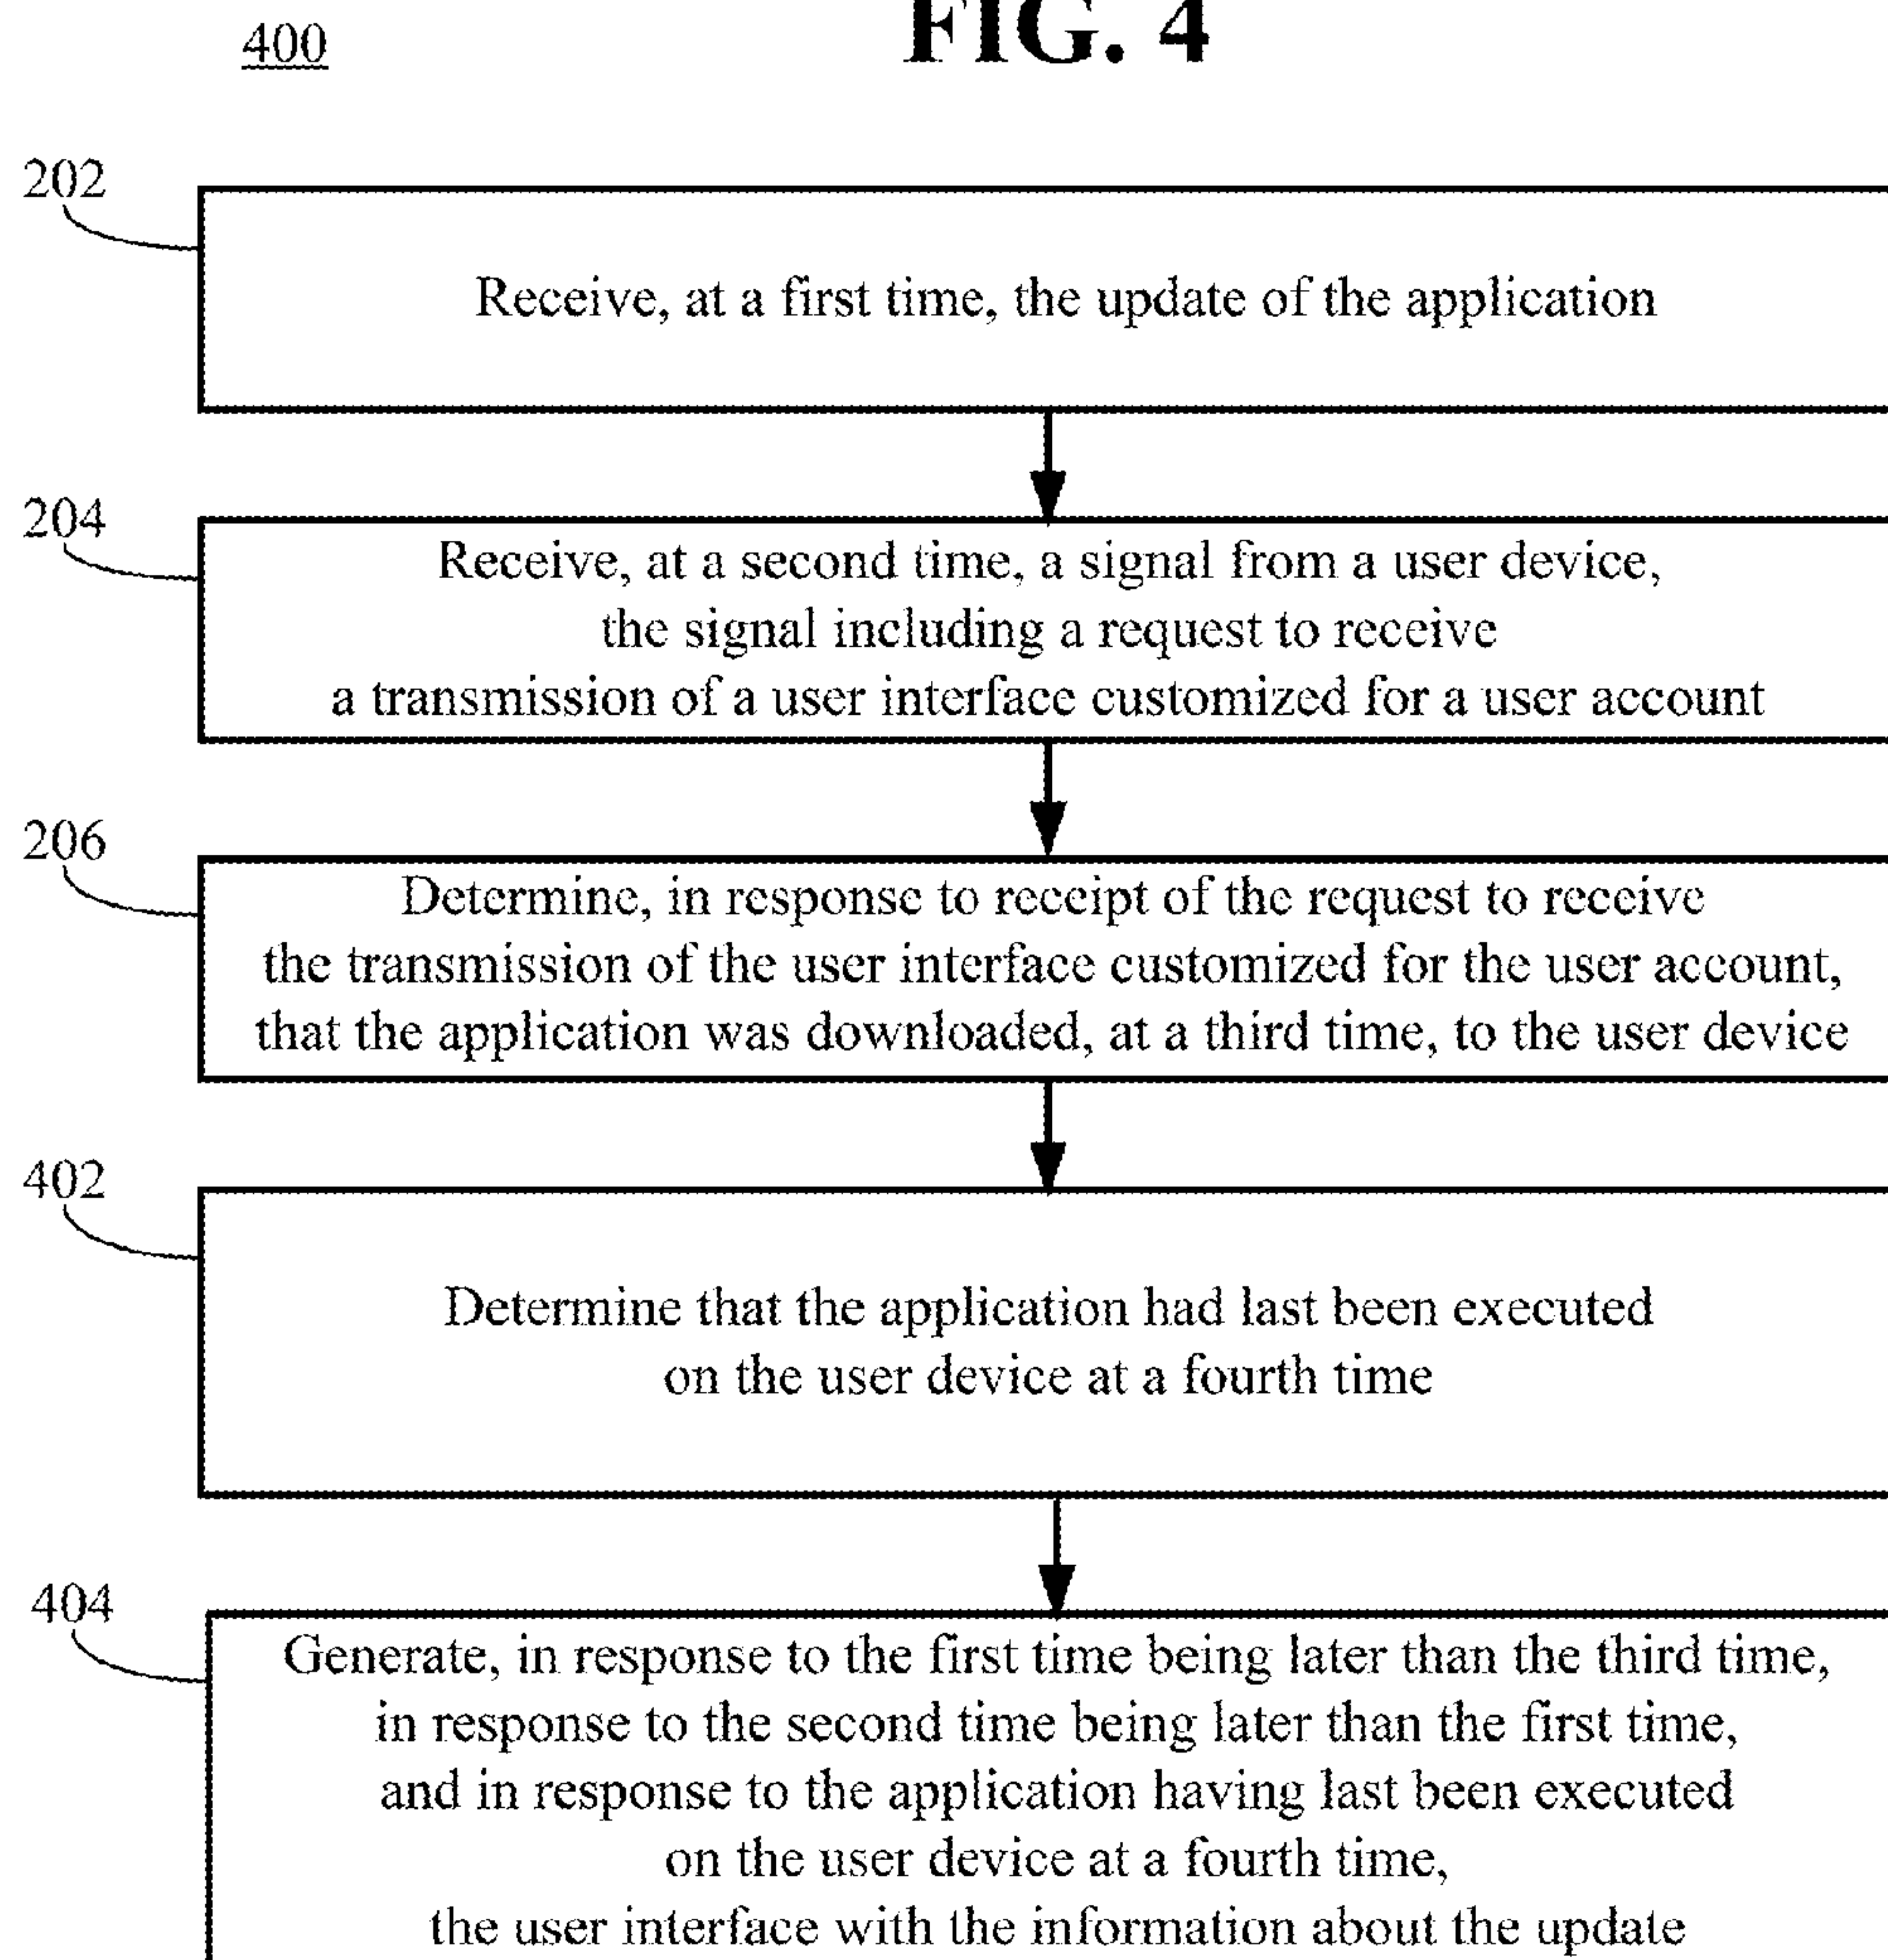 400
FIG. 4
202
Receive, at a first time, the update of the application
204
Receive, at a second time, a signal from a user device,
the signal including a request to receive
a transmission of a user interface customized for a user account
206
Determine, in response to receipt of the request to receive
the transmission of the user interface customized for the user account,
that the application was downloaded, at a third time, to the user device
402
Determine that the application had last been executed
on the user device at a fourth time
404
Generate, in response to the first time being later than the third time,
in response to the second time being later than the first time,
and in response to the application having last been executed
on the user device at a fourth time,
the user interface with the information about the update